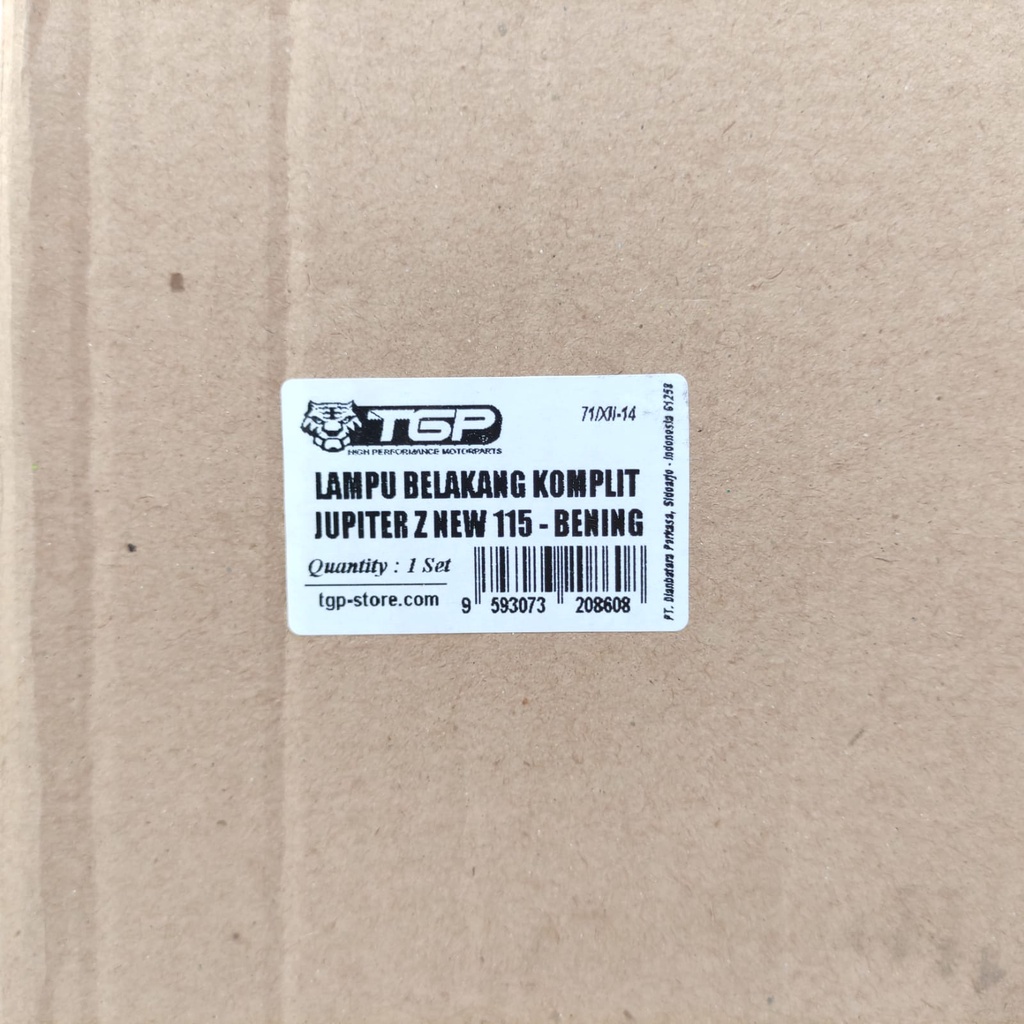 TGP
HIGH PERFORMANCE MOTORPARTS
71/XII-14
LAMPU BELAKANG KOMPLIT
JUPITER Z NEW 115 - BENING
Quantity : 1 Set
tgp-store.com
9 593073 208608
PT. Dianbatara Perkasa, Sidoarjo - Indonesia 61258